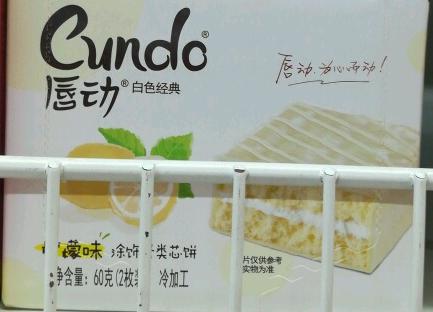 Cundo®
唇动®白色经典
唇动,为心而动!
檬味 涂饰 类芯饼
净含量: 60克(2枚 冷加工
片仅供参考
实物为准